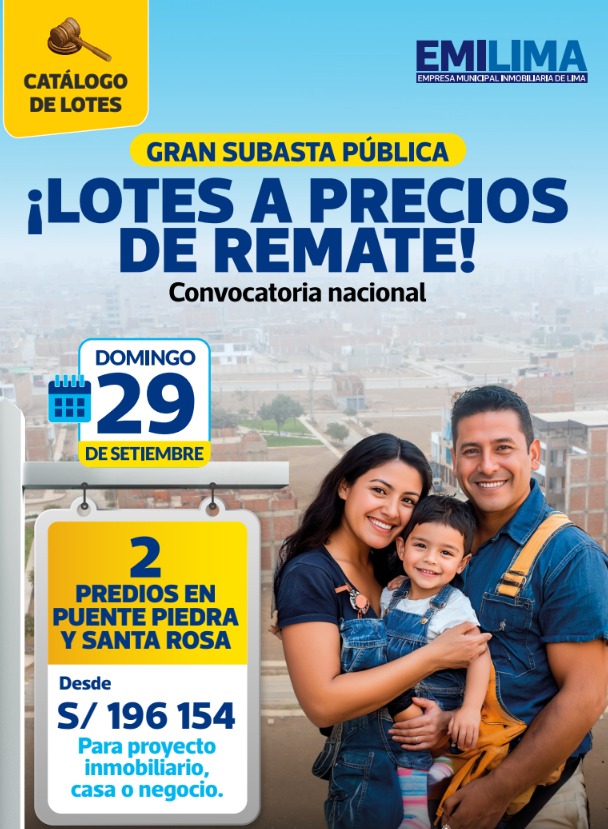 CATÁLOGO
DE LOTES
EMILIMA
EMPRESA MUNICIPAL INMOBILIARIA DE LIMA
GRAN SUBASTA PÚBLICA
¡LOTES A PRECIOS
DE REMATE!
Convocatoria nacional
DOMINGO
29
DE SETIEMBRE
2
PREDIOS EN
PUENTE PIEDRA
Y SANTA ROSA
Desde
S/ 196 154
Para proyecto
inmobiliario,
casa o negocio.